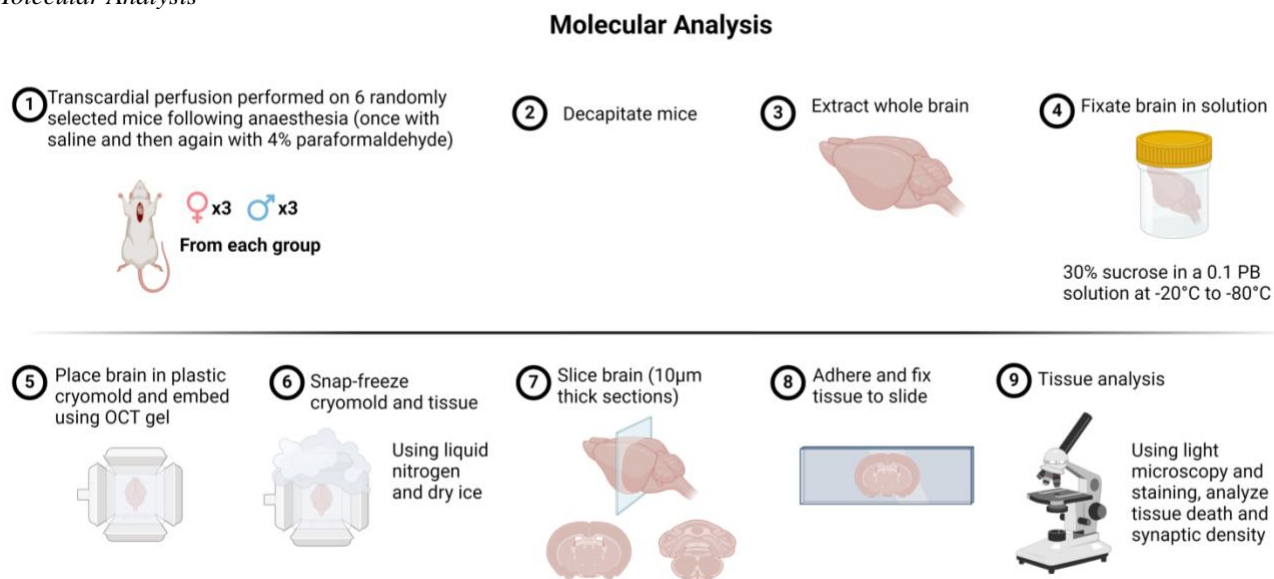 Molecular Analysis
Molecular Analysis
1 Transcardial perfusion performed on 6 randomly
selected mice following anaesthesia (once with
saline and then again with 4% paraformaldehyde)
♀x3 ♂x3
From each group
2 Decapitate mice
3 Extract whole brain
4 Fixate brain in solution
30% sucrose in a 0.1 PB
solution at -20°C to -80°C
5 Place brain in plastic
cryomold and embed
using OCT gel
6 Snap-freeze
cryomold and tissue
Using liquid
nitrogen
and dry ice
7 Slice brain (10µm
thick sections)
8 Adhere and fix
tissue to slide
9 Tissue analysis
Using light
microscopy and
staining, analyze
tissue death and
synaptic density